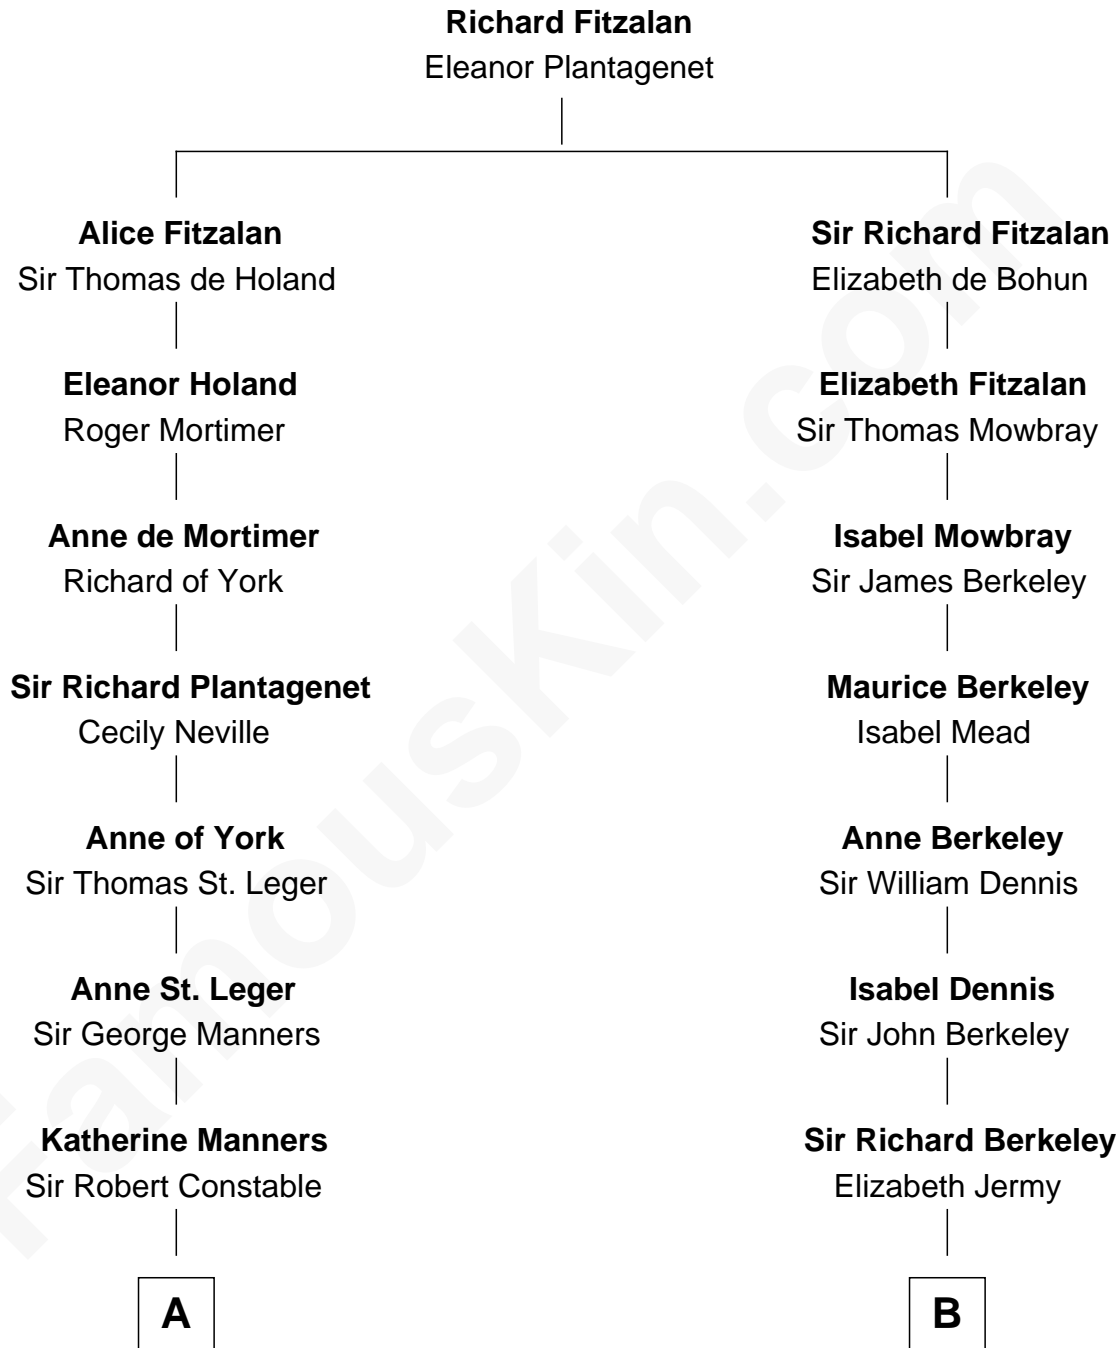 Richard Fitzalan
Eleanor Plantagenet
Alice Fitzalan
Sir Thomas de Holand
Sir Richard Fitzalan
Elizabeth de Bohun
Eleanor Holand
Roger Mortimer
Elizabeth Fitzalan
Sir Thomas Mowbray
Anne de Mortimer
Richard of York
Isabel Mowbray
Sir James Berkeley
Sir Richard Plantagenet
Cecily Neville
Maurice Berkeley
Isabel Mead
Anne of York
Sir Thomas St. Leger
Anne Berkeley
Sir William Dennis
Anne St. Leger
Sir George Manners
Isabel Dennis
Sir John Berkeley
Katherine Manners
Sir Robert Constable
Sir Richard Berkeley
Elizabeth Jermy
A
B
FamousKin.com